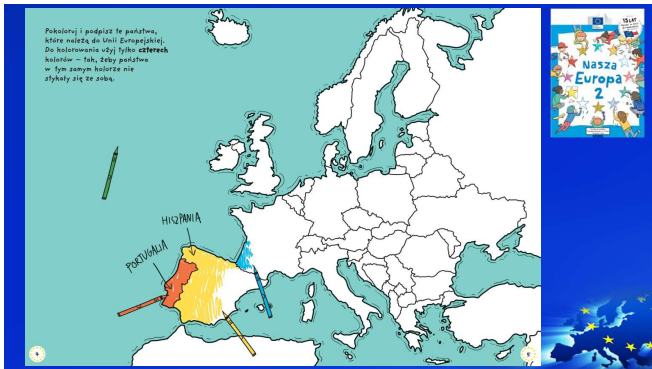 Pokoloruj i podpisz te państwa,
które należą do Unii Europejskiej.
Do kolorowania użyj tylko czterech
kolorów – tak, żeby państwa
w tym samym kolorze nie
stykały się ze sobą.
HISZPANIA
PORTUGALIA
15 LAT
Nasza
Europa
2